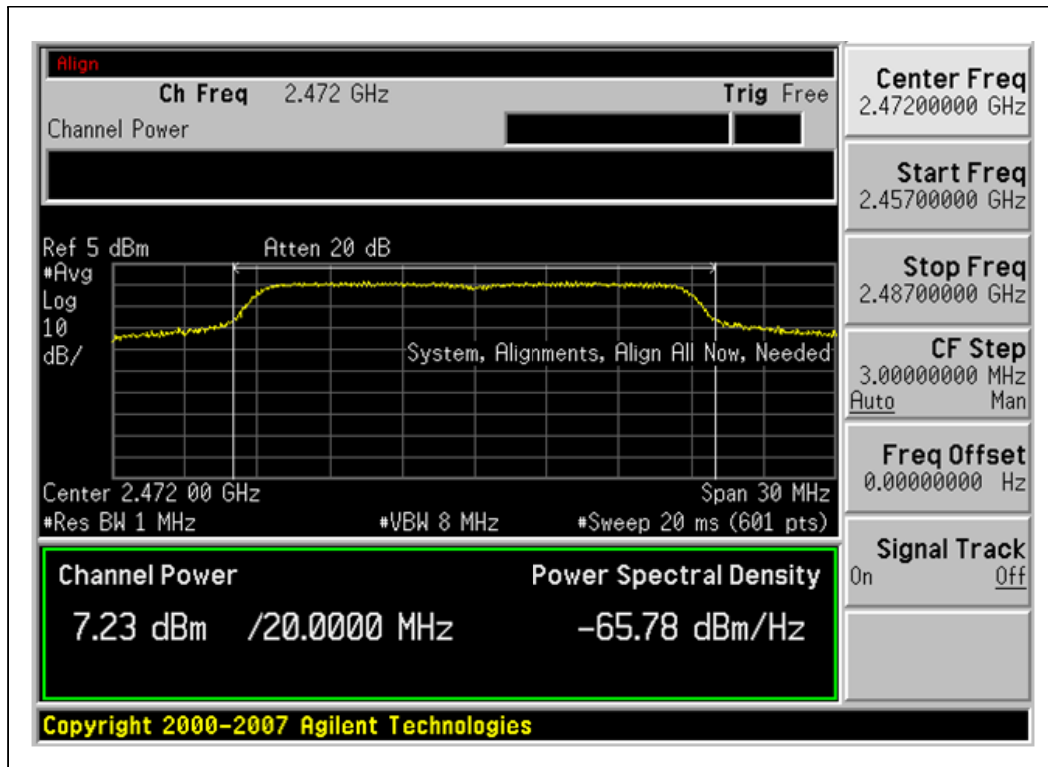 Align
Ch Freq 2.472 GHz Trig Free
Channel Power
Ref 5 dBm Atten 20 dB
#Avg
Log
10
dB/
System, Alignments, Align All Now, Needed
Center 2.472 00 GHz Span 30 MHz
#Res BW 1 MHz #VBW 8 MHz #Sweep 20 ms (601 pts)
Channel Power Power Spectral Density
7.23 dBm /20.0000 MHz -65.78 dBm/Hz
Copyright 2000-2007 Agilent Technologies
Center Freq
2.47200000 GHz
Start Freq
2.45700000 GHz
Stop Freq
2.48700000 GHz
CF Step
3.00000000 MHz
Auto Man
Freq Offset
0.00000000 Hz
Signal Track
On Off